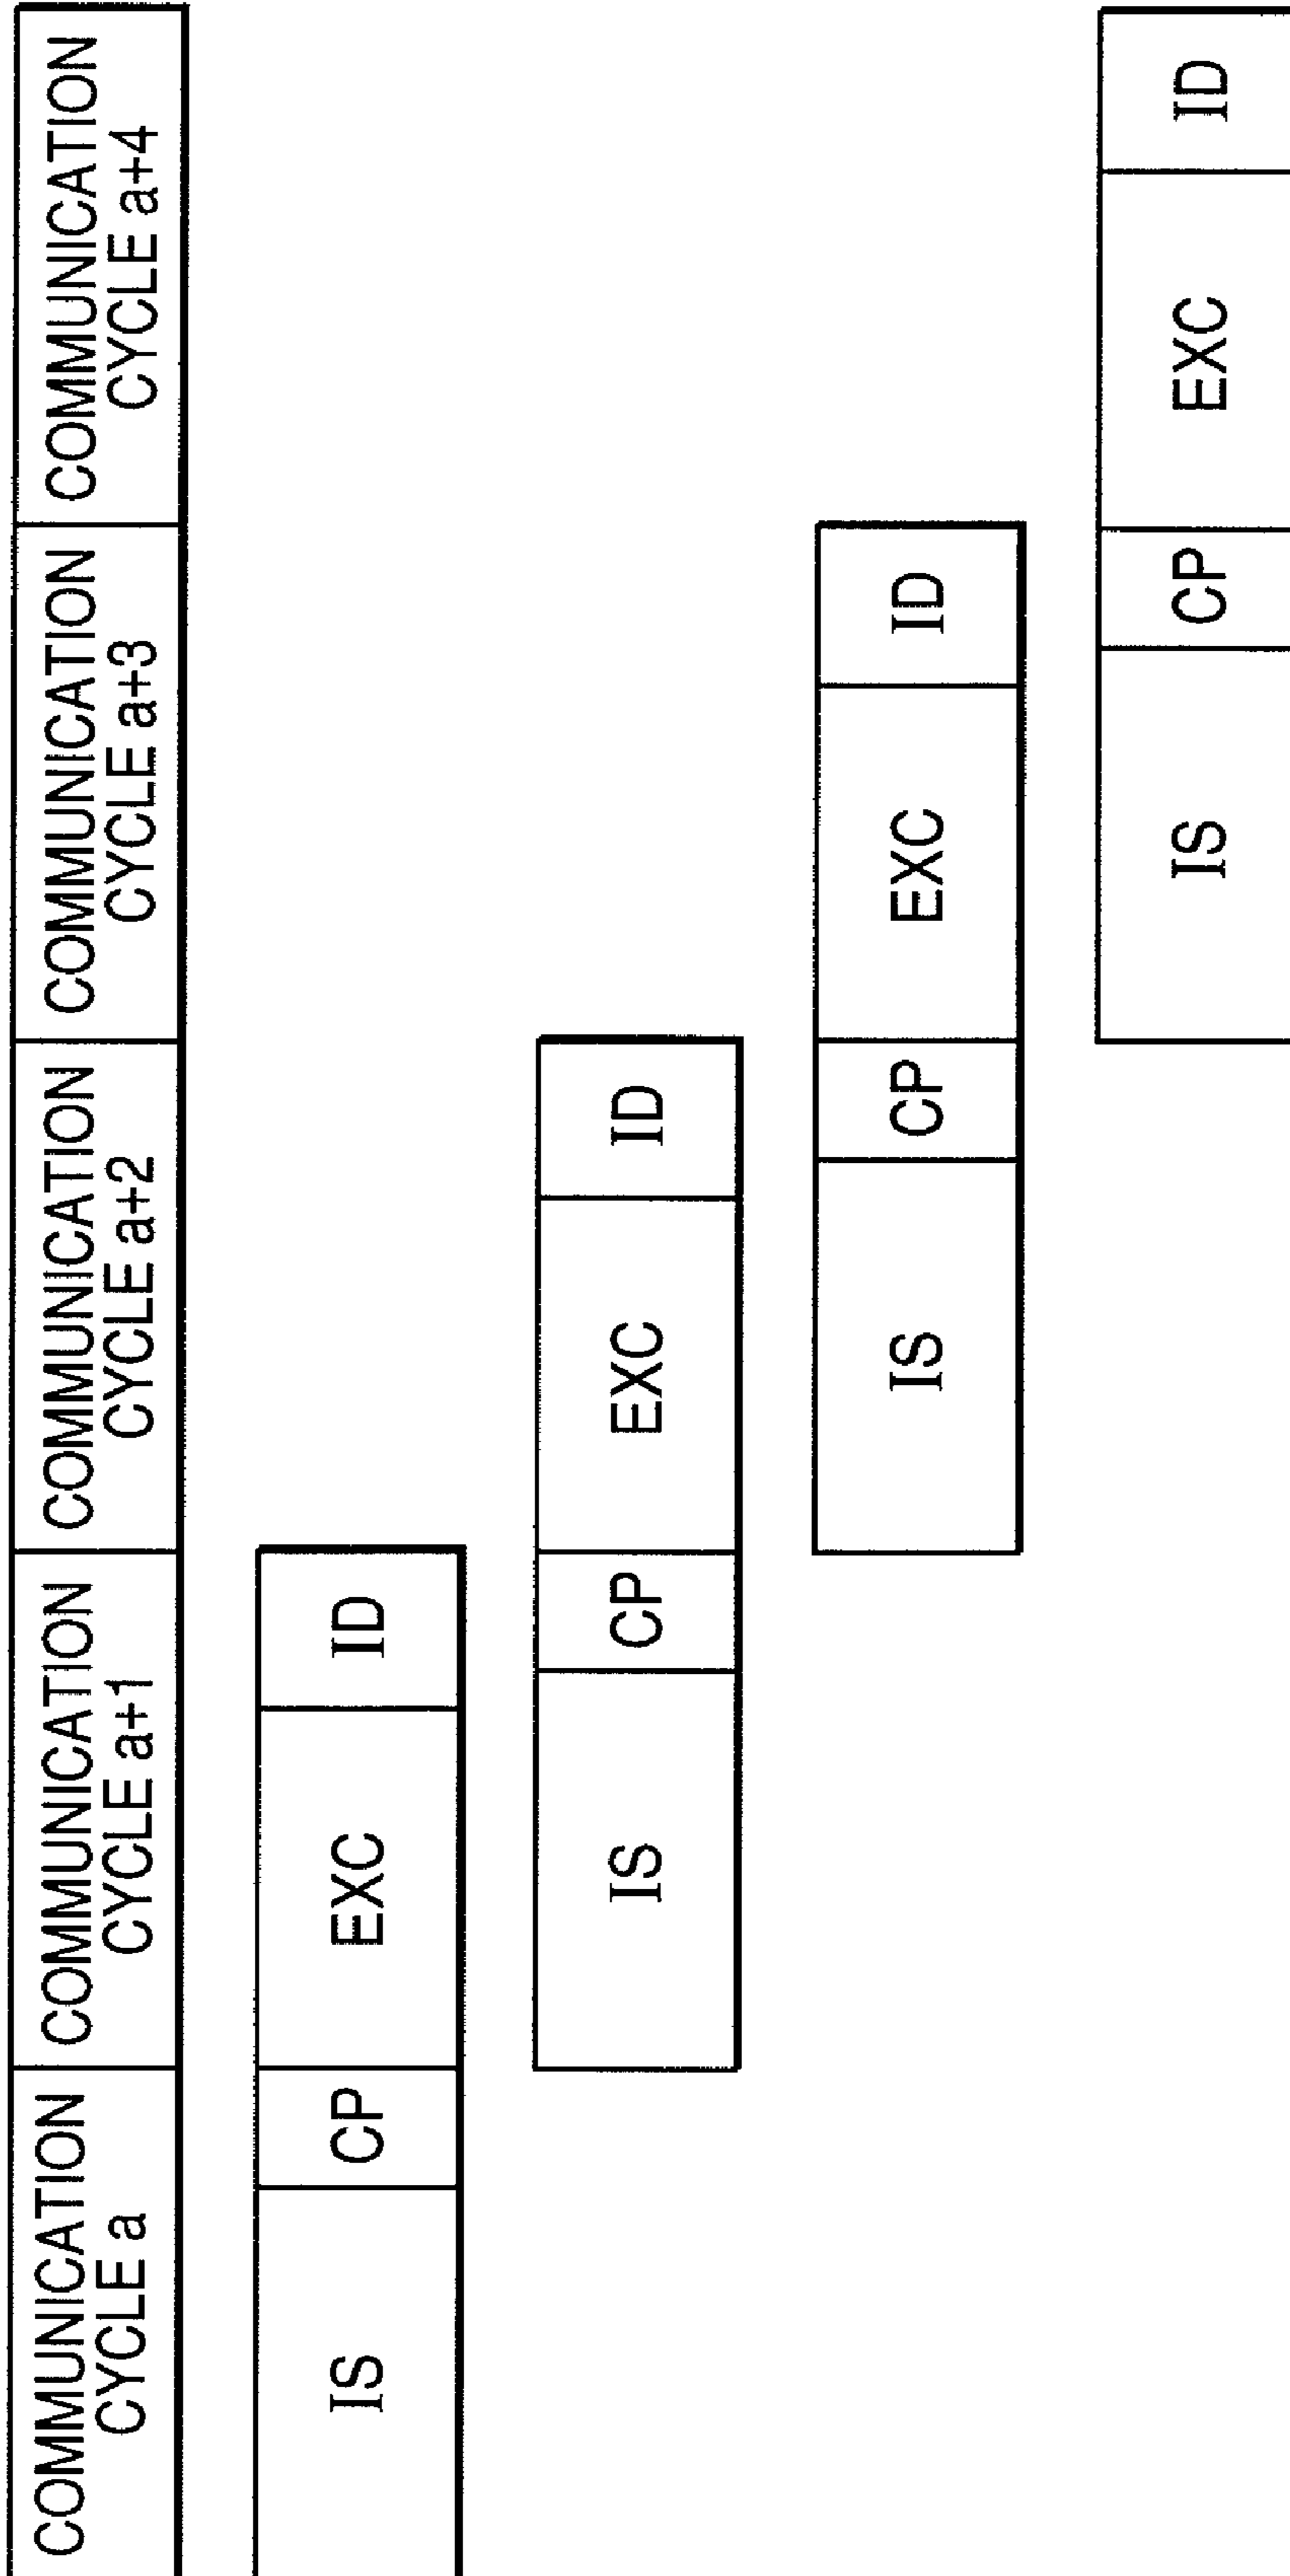 COMMUNICATION
CYCLE a
COMMUNICATION
CYCLE a+1
COMMUNICATION
CYCLE a+2
COMMUNICATION
CYCLE a+3
COMMUNICATION
CYCLE a+4
IS
CP
EXC
ID
IS
CP
EXC
ID
IS
CP
EXC
ID
IS
CP
EXC
ID